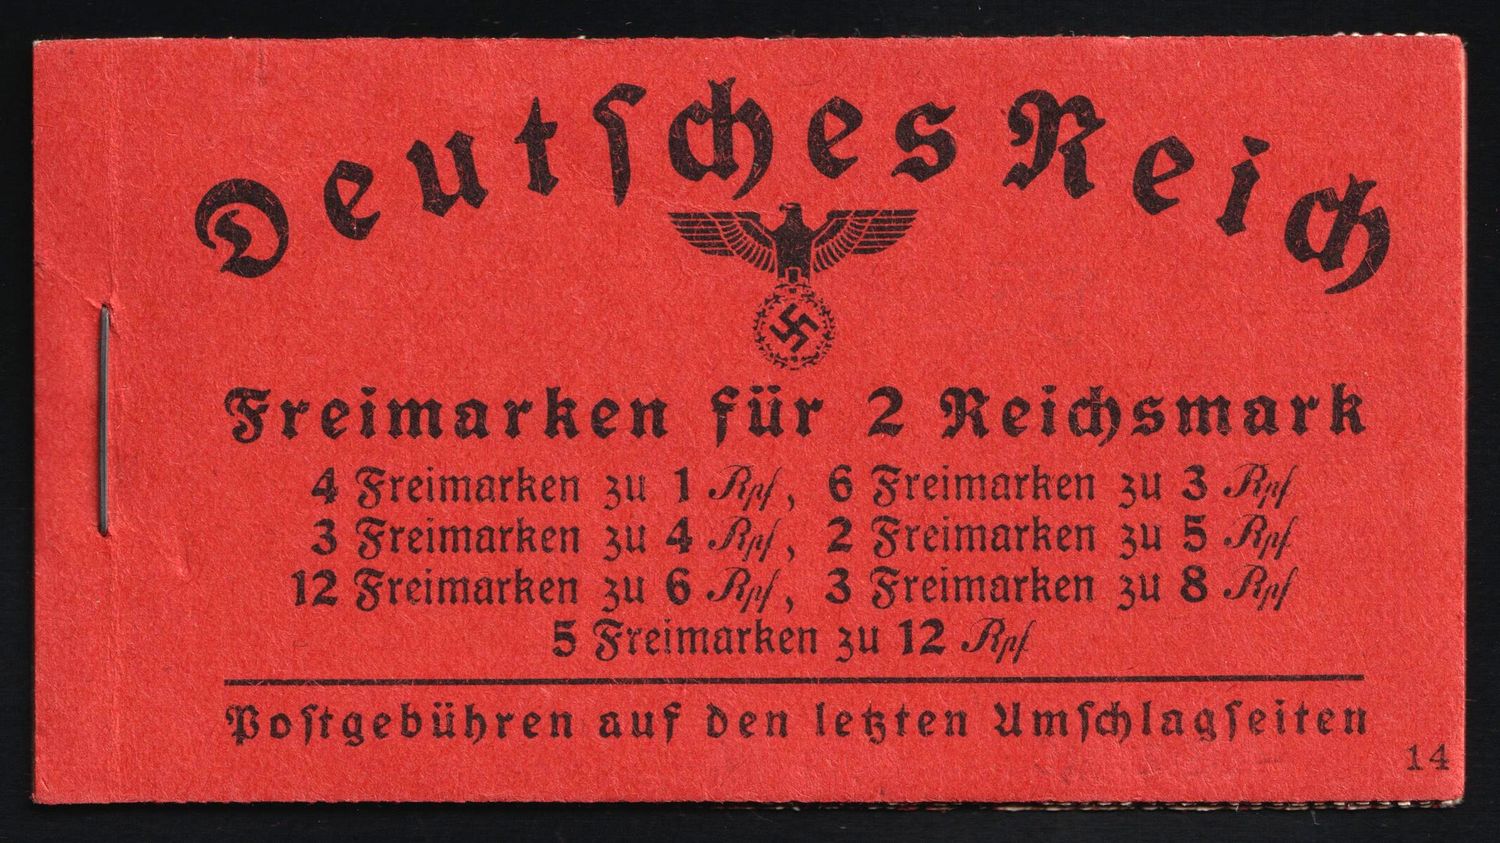 Deutsches Reich
Freimarken für 2 Reichsmark
4 Freimarken zu 1 Rpf, 6 Freimarken zu 3 Rpf
3 Freimarken zu 4 Rpf, 2 Freimarken zu 5 Rpf
12 Freimarken zu 6 Rpf, 3 Freimarken zu 8 Rpf
5 Freimarken zu 12 Rpf
Postgebühren auf den letzten Umschlagseiten
14